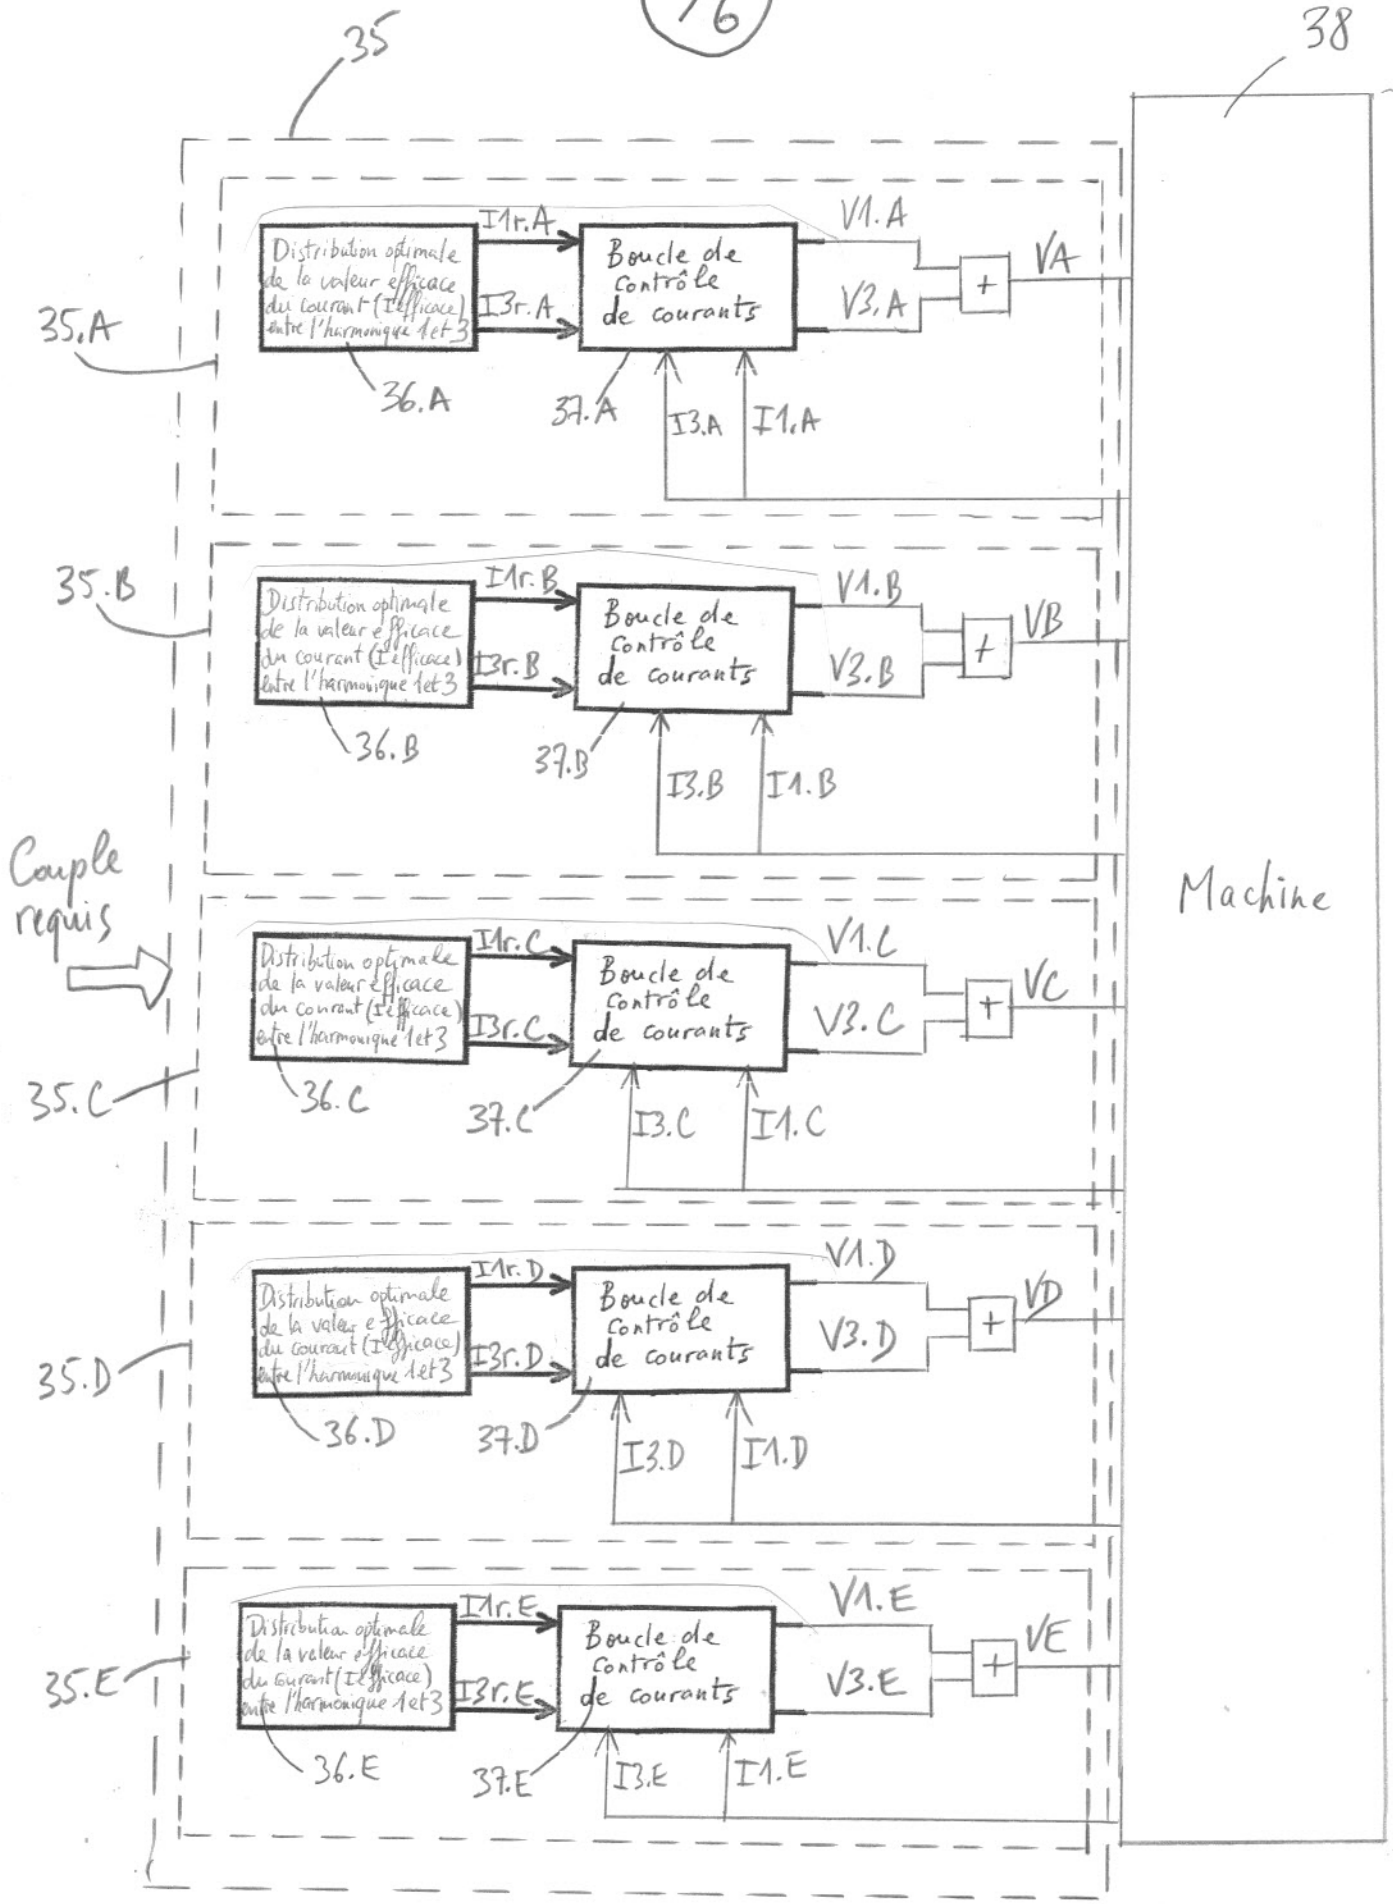 16
35
38
35.A
I1r.A
V1.A
Distribution optimale
de la valeur efficace
du courant (I efficace)
entre l'harmonique 1 et 3
Boucle de
contrôle
de courants
+
VA
I3r.A
V3.A
36.A
37.A
I3.A
I1.A
35.B
I1r.B
V1.B
Distribution optimale
de la valeur efficace
du courant (I efficace)
entre l'harmonique 1 et 3
Boucle de
contrôle
de courants
+
VB
I3r.B
V3.B
36.B
37.B
I3.B
I1.B
Couple
requis
Machine
35.C
I1r.C
V1.C
Distribution optimale
de la valeur efficace
du courant (I efficace)
entre l'harmonique 1 et 3
Boucle de
contrôle
de courants
+
VC
I3r.C
V3.C
36.C
37.C
I3.C
I1.C
35.D
I1r.D
V1.D
Distribution optimale
de la valeur efficace
du courant (I efficace)
entre l'harmonique 1 et 3
Boucle de
contrôle
de courants
+
VD
I3r.D
V3.D
36.D
37.D
I3.D
I1.D
35.E
I1r.E
V1.E
Distribution optimale
de la valeur efficace
du courant (I efficace)
entre l'harmonique 1 et 3
Boucle de
contrôle
de courants
+
VE
I3r.E
V3.E
36.E
37.E
I3.E
I1.E